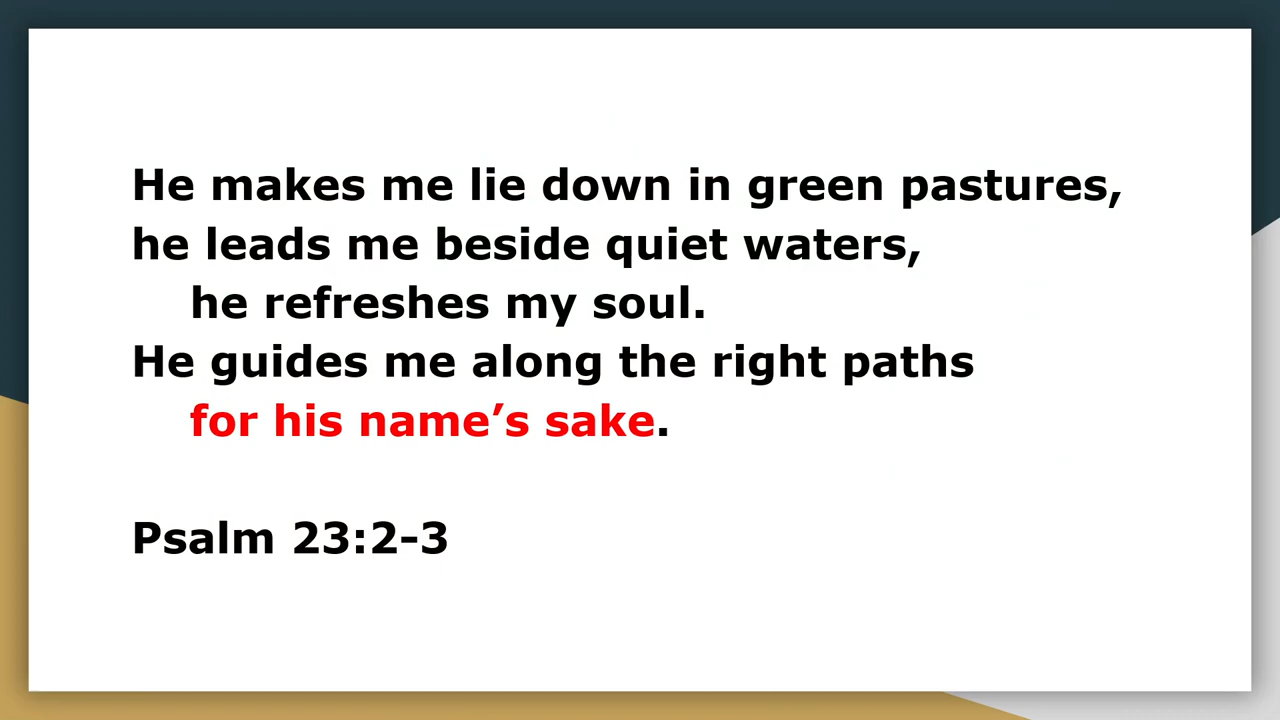 He makes me lie down in green pastures,
he leads me beside quiet waters,
he refreshes my soul.
He guides me along the right paths
for his name’s sake.
Psalm 23:2-3